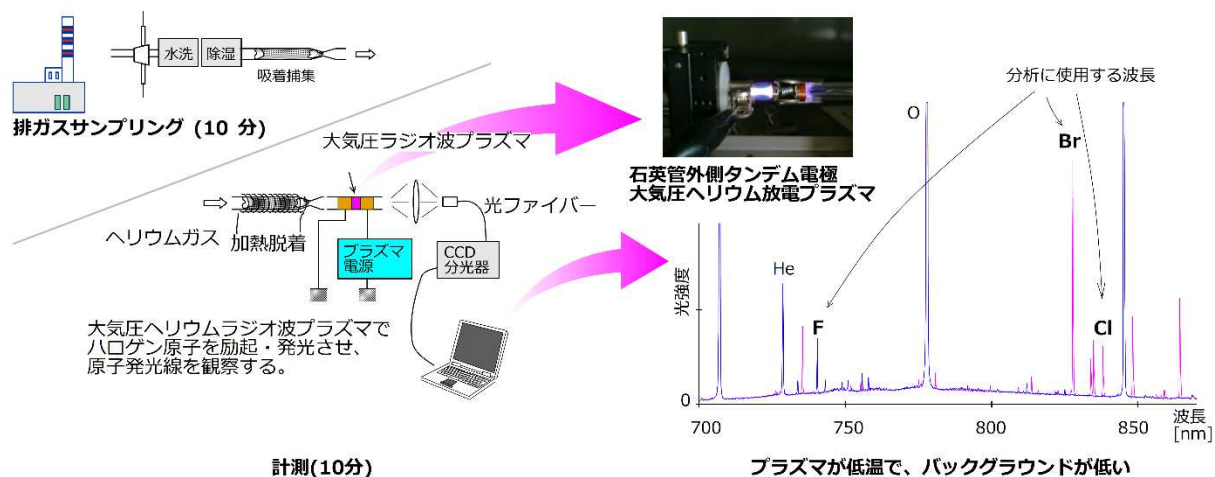 水洗
除湿
吸着捕集
排ガスサンプリング (10 分)
大気圧ラジオ波プラズマ
ヘリウムガス
加熱脱着
プラズマ
電源
CCD
分光器
光ファイバー
大気圧ヘリウムラジオ波プラズマで
ハロゲン原子を励起・発光させ、
原子発光線を観察する。
計測(10分)
石英管外側タンデム電極
大気圧ヘリウム放電プラズマ
分析に使用する波長
O
Br
He
F
Cl
光強度
0
700
750
800
850
波長
[nm]
プラズマが低温で、バックグラウンドが低い